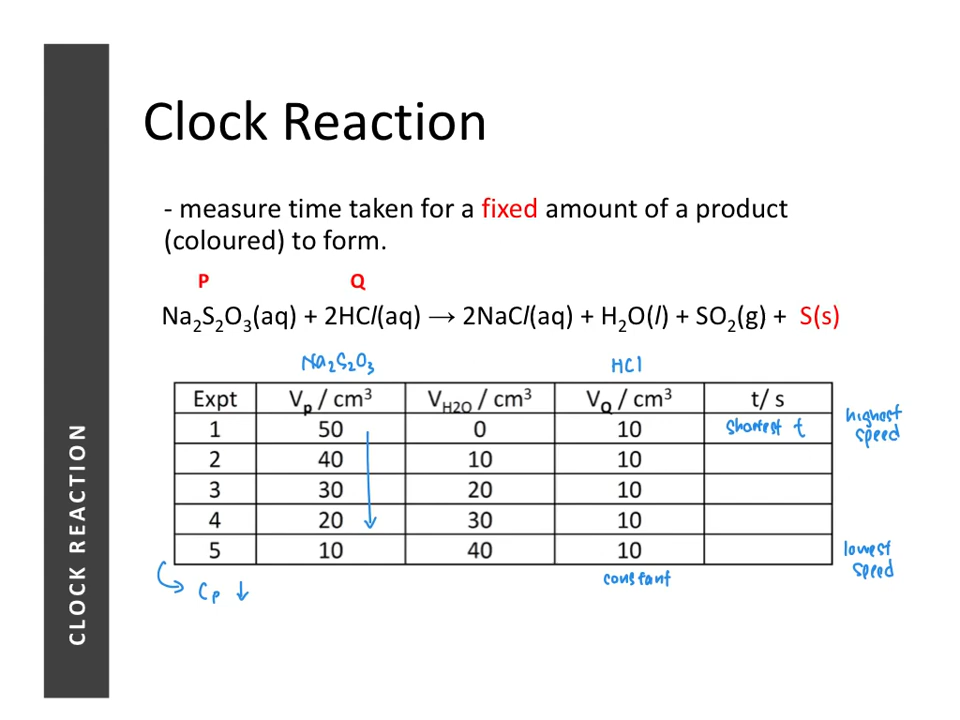 Clock Reaction
- measure time taken for a fixed amount of a product
(coloured) to form.
P Q
Na₂S₂O₃(aq) + 2HCl(aq) → 2NaCl(aq) + H₂O(l) + SO₂(g) + S(s)
Na₂S₂O₃ HCl
Expt Vₚ / cm³ V_H2O / cm³ V_Q / cm³ t/ s
1 50 0 10 shortest t
highest speed
2 40 10 10
3 30 20 10
4 20 30 10
5 10 40 10
lowest speed
Cₚ ↓ constant
CLOCK REACTION